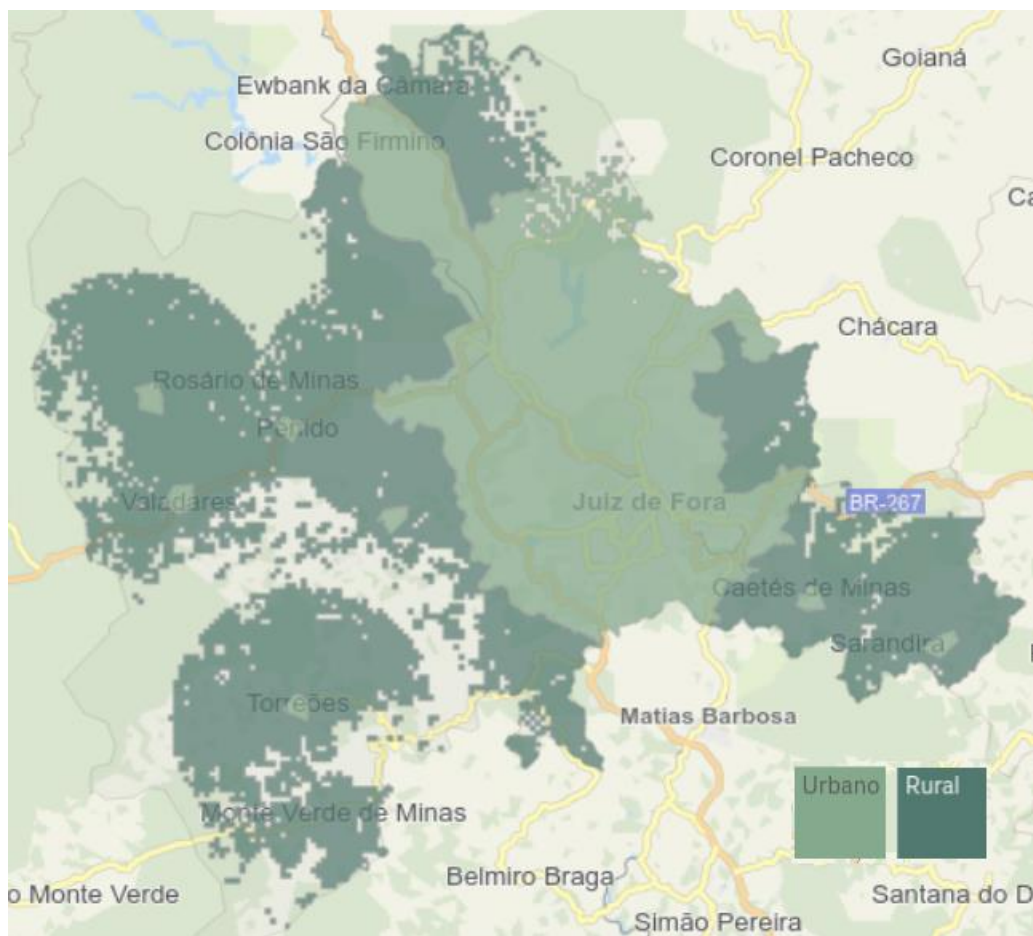 Goianá
Ewbank da Câmara
Colônia São Firmino
Coronel Pacheco
Ca
Chácara
Rosário de Minas
Penido
Valadares
Juiz de Fora
BR-267
Caetés de Minas
Sarandira
Torreões
Matias Barbosa
Urbano
Rural
Monte Verde de Minas
Belmiro Braga
o Monte Verde
Santana do D
Simão Pereira